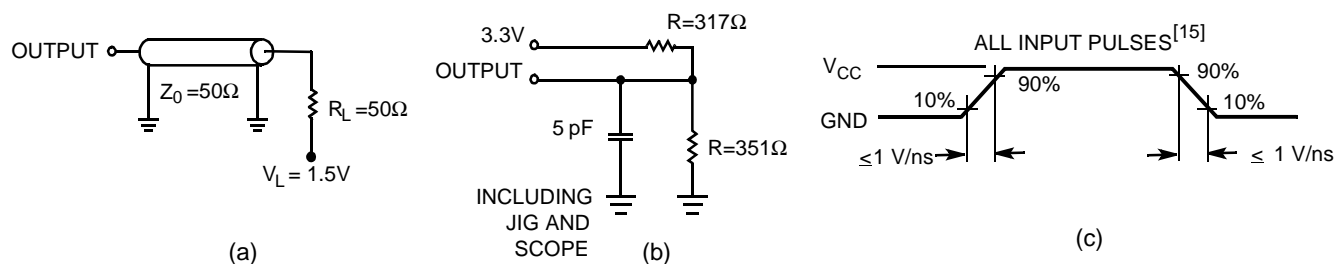 OUTPUT
Z0=50Ω
RL=50Ω
VL= 1.5V
(a)
R=317Ω
3.3V
OUTPUT
5 pF
R=351Ω
INCLUDING
JIG AND
SCOPE
(b)
ALL INPUT PULSES[15]
VCC
90%
90%
10%
10%
GND
≤1 V/ns
≤ 1 V/ns
(c)